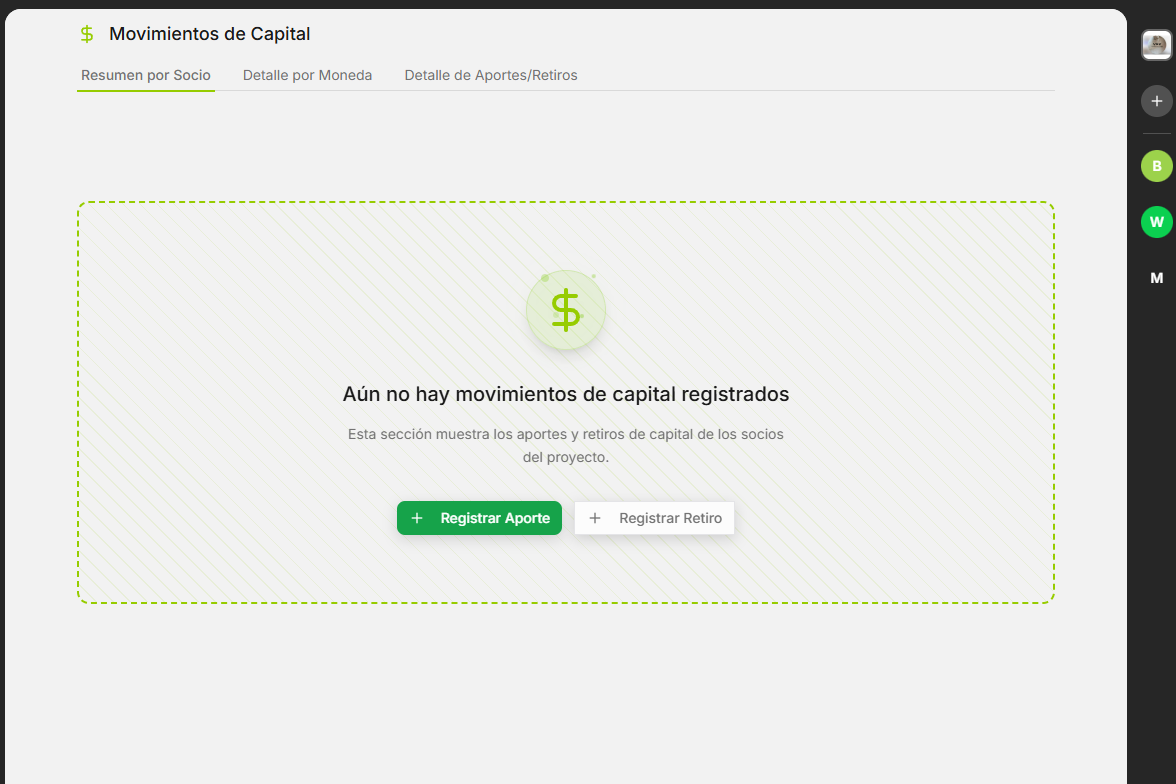 Movimientos de Capital
Resumen por Socio
Detalle por Moneda
Detalle de Aportes/Retiros
$
Aún no hay movimientos de capital registrados
Esta sección muestra los aportes y retiros de capital de los socios
del proyecto.
+ Registrar Aporte
+ Registrar Retiro
+
B
W
M